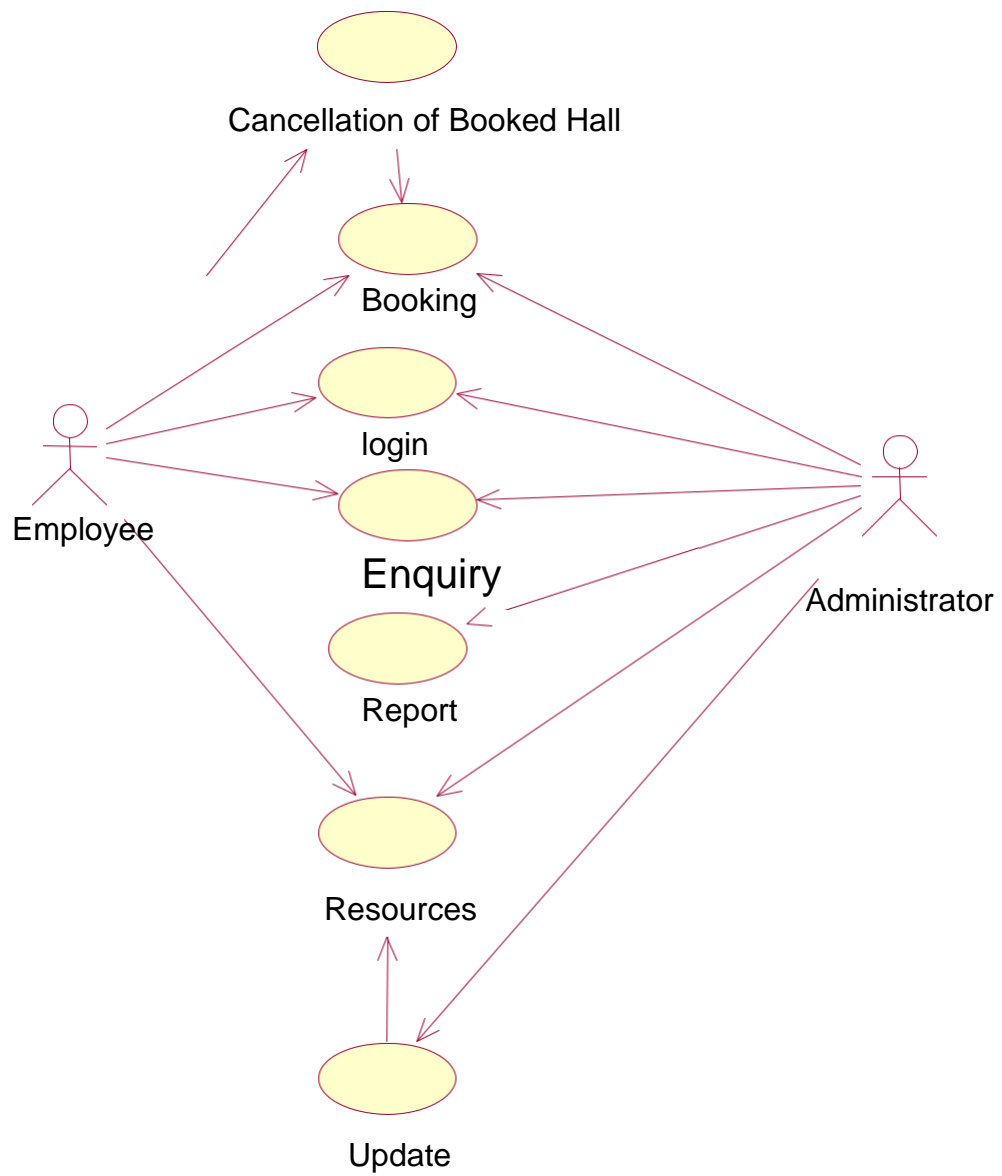 Cancellation of Booked Hall
Booking
login
Employee
Enquiry
Administrator
Report
Resources
Update